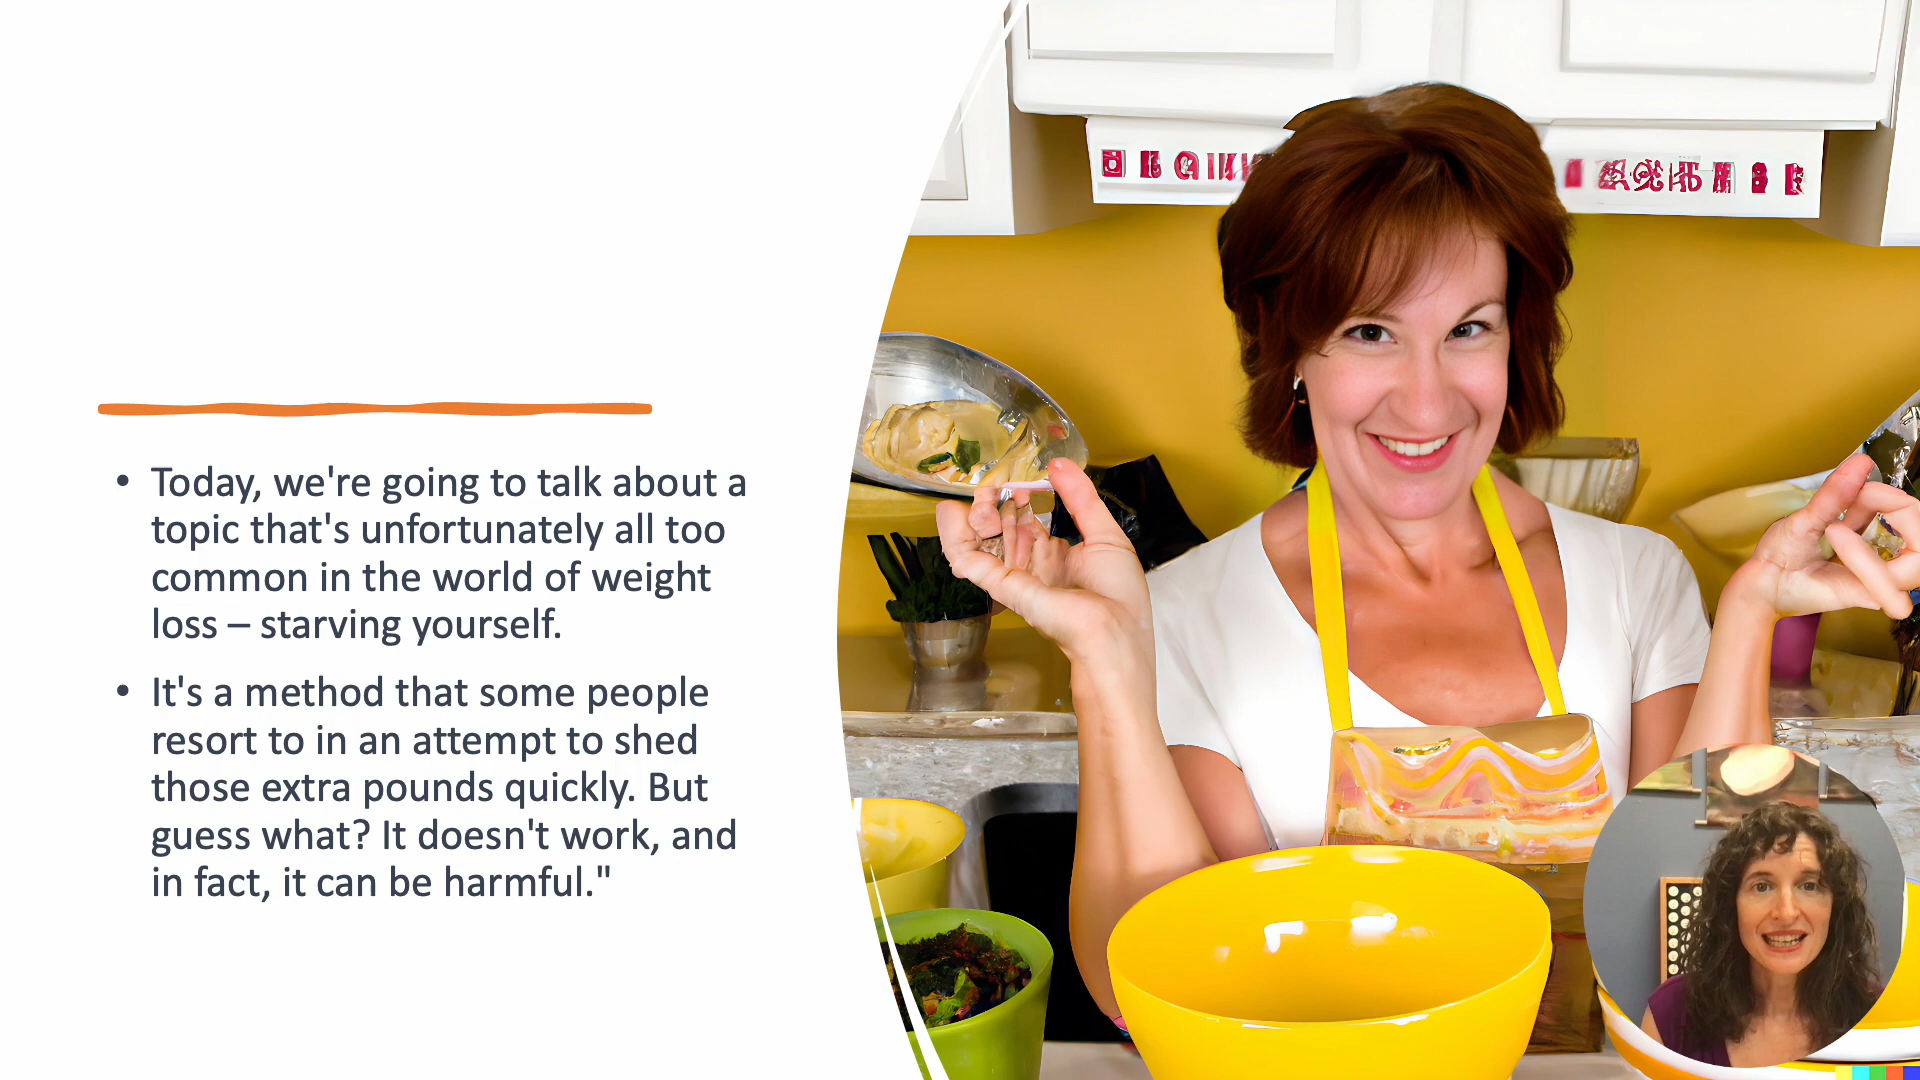 • Today, we're going to talk about a
topic that's unfortunately all too
common in the world of weight
loss – starving yourself.
• It's a method that some people
resort to in an attempt to shed
those extra pounds quickly. But
guess what? It doesn't work, and
in fact, it can be harmful."